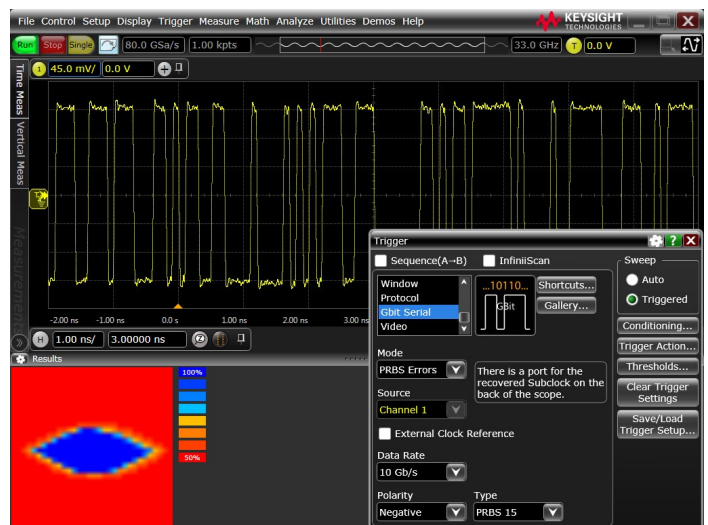 File Control Setup Display Trigger Measure Math Analyze Utilities Demos Help
KEYSIGHT
TECHNOLOGIES
Run Stop Single 80.0 GSa/s 1.00 kpts 33.0 GHz T 0.0 V
1 45.0 mV/ 0.0 V
Time Meas
Vertical Meas
Measurements
-2.00 ns -1.00 ns 0.0 s 1.00 ns 2.00 ns 3.00 ns
H 1.00 ns/ 3.00000 ns
Results
100%
50%
Trigger
Sequence(A→B) InfiniiScan
Window
Protocol
Gbit Serial
Video
...10110...
GBit
Shortcuts...
Gallery...
Mode
PRBS Errors
There is a port for the
recovered Subclock on the
back of the scope.
Source
Channel 1
External Clock Reference
Data Rate
10 Gb/s
Polarity Type
Negative PRBS 15
Sweep
Auto
Triggered
Conditioning...
Trigger Action...
Thresholds...
Clear Trigger
Settings
Save/Load
Trigger Setup...